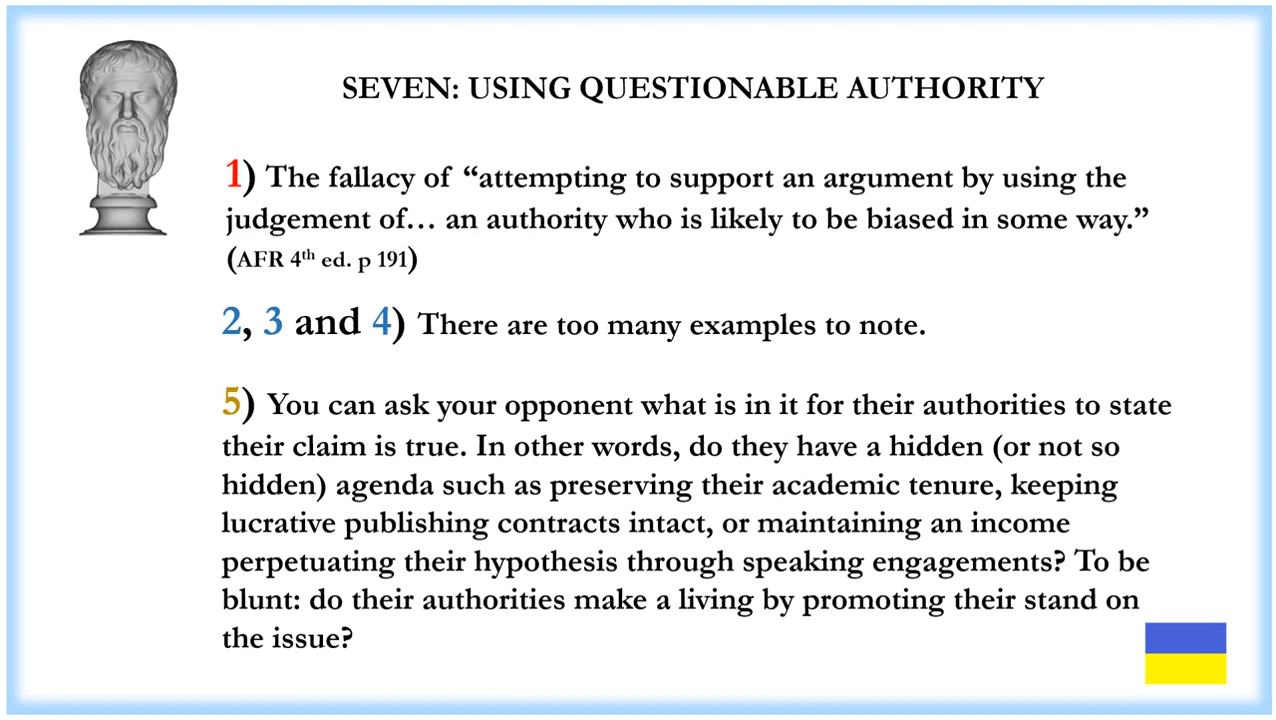 SEVEN: USING QUESTIONABLE AUTHORITY
1) The fallacy of “attempting to support an argument by using the
judgement of… an authority who is likely to be biased in some way.”
(AFR 4th ed. p 191)
2, 3 and 4) There are too many examples to note.
5) You can ask your opponent what is in it for their authorities to state
their claim is true. In other words, do they have a hidden (or not so
hidden) agenda such as preserving their academic tenure, keeping
lucrative publishing contracts intact, or maintaining an income
perpetuating their hypothesis through speaking engagements? To be
blunt: do their authorities make a living by promoting their stand on
the issue?